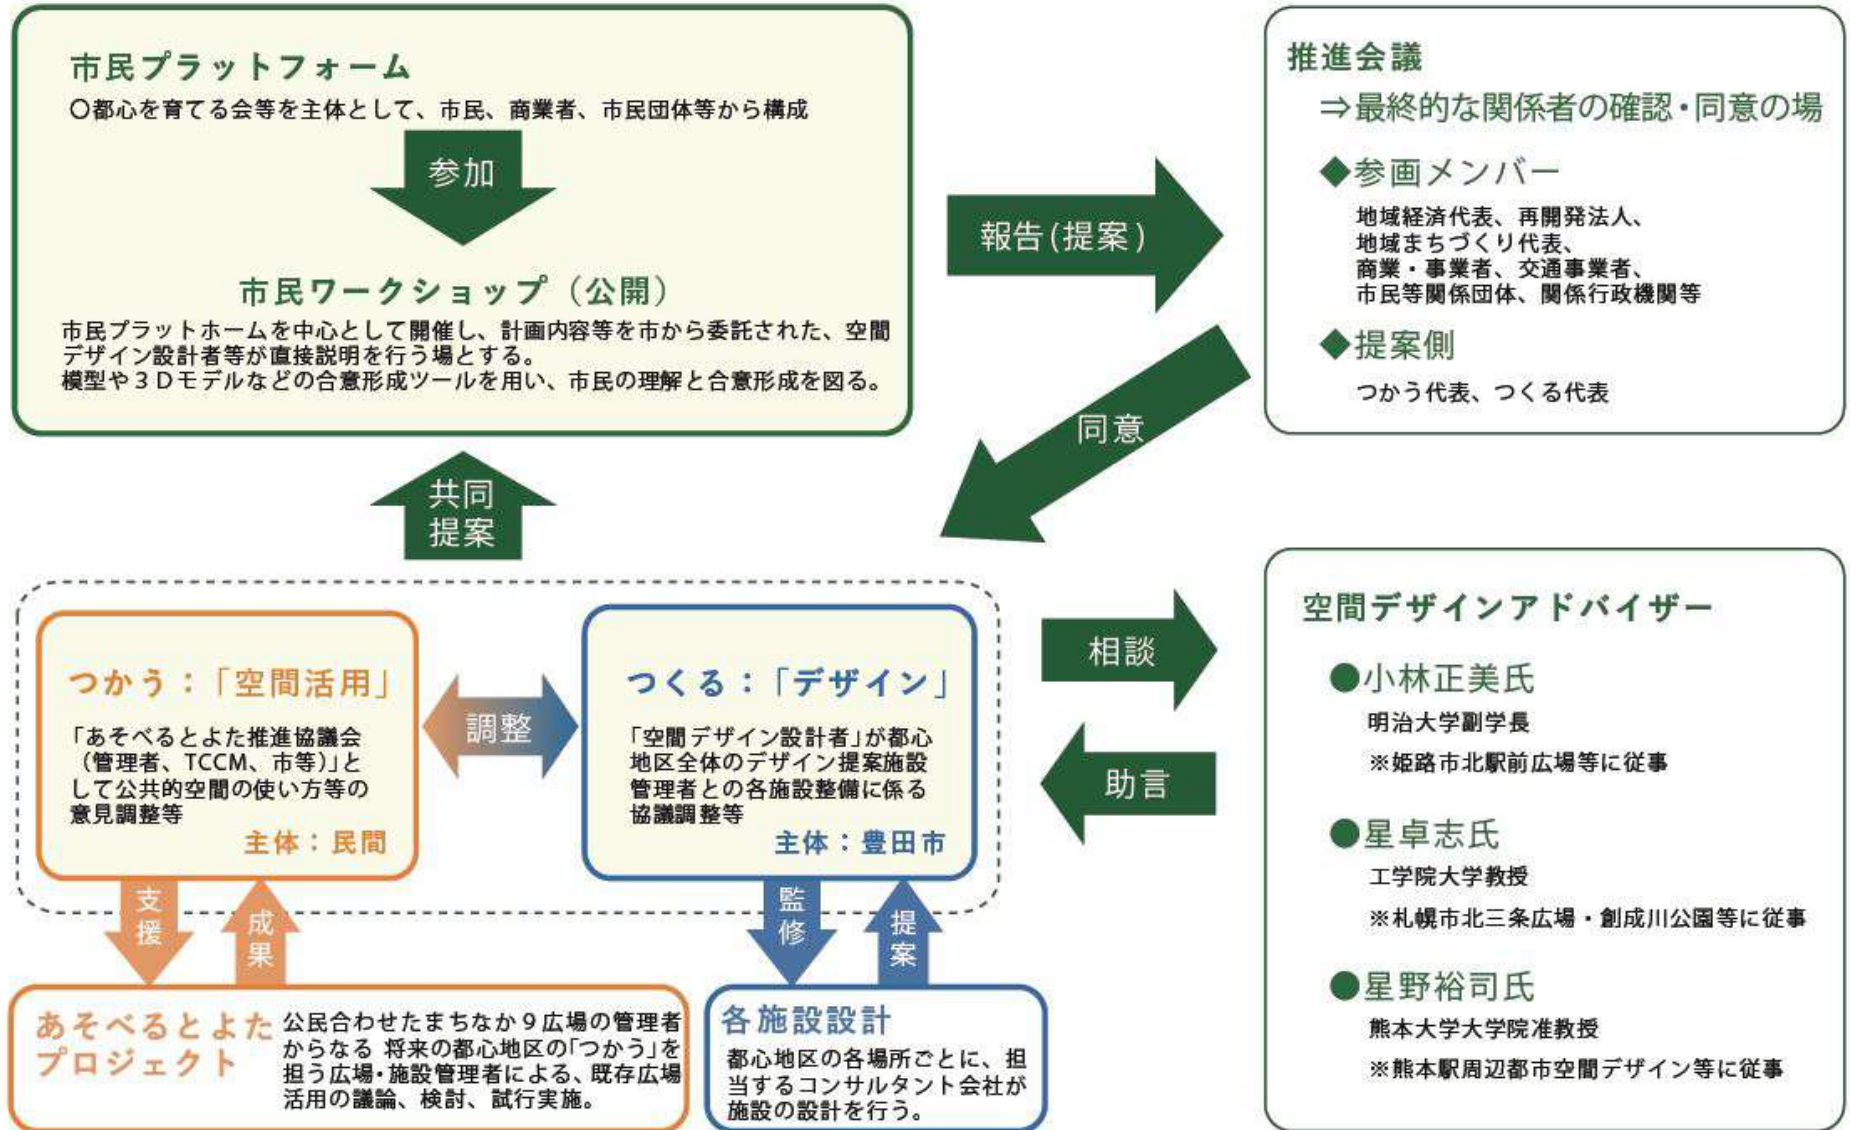 市民プラットフォーム
〇都心を育てる会等を主体として、市民、商業者、市民団体等から構成
参加
市民ワークショップ（公開）
市民プラットホームを中心として開催し、計画内容等を市から委託された、空間
デザイン設計者等が直接説明を行う場とする。
模型や３Ｄモデルなどの合意形成ツールを用い、市民の理解と合意形成を図る。
報告(提案)
同意
推進会議
⇒最終的な関係者の確認・同意の場
◆参画メンバー
地域経済代表、再開発法人、
地域まちづくり代表、
商業・事業者、交通事業者、
市民等関係団体、関係行政機関等
◆提案側
つかう代表、つくる代表
共同
提案
つかう：「空間活用」
「あそべるとよた推進協議会
（管理者、TCCM、市等）」と
して公共的空間の使い方等の
意見調整等
主体：民間
調整
つくる：「デザイン」
「空間デザイン設計者」が都心
地区全体のデザイン提案施設
管理者との各施設整備に係る
協議調整等
主体：豊田市
相談
助言
空間デザインアドバイザー
●小林正美氏
明治大学副学長
※姫路市北駅前広場等に従事
●星卓志氏
工学院大学教授
※札幌市北三条広場・創成川公園等に従事
●星野裕司氏
熊本大学大学院准教授
※熊本駅周辺都市空間デザイン等に従事
支援
成果
監修
提案
あそべるとよた
プロジェクト
公民合わせたまちなか９広場の管理者
からなる 将来の都心地区の「つかう」を
担う広場・施設管理者による、既存広場
活用の議論、検討、試行実施。
各施設設計
都心地区の各場所ごとに、担
当するコンサルタント会社が
施設の設計を行う。